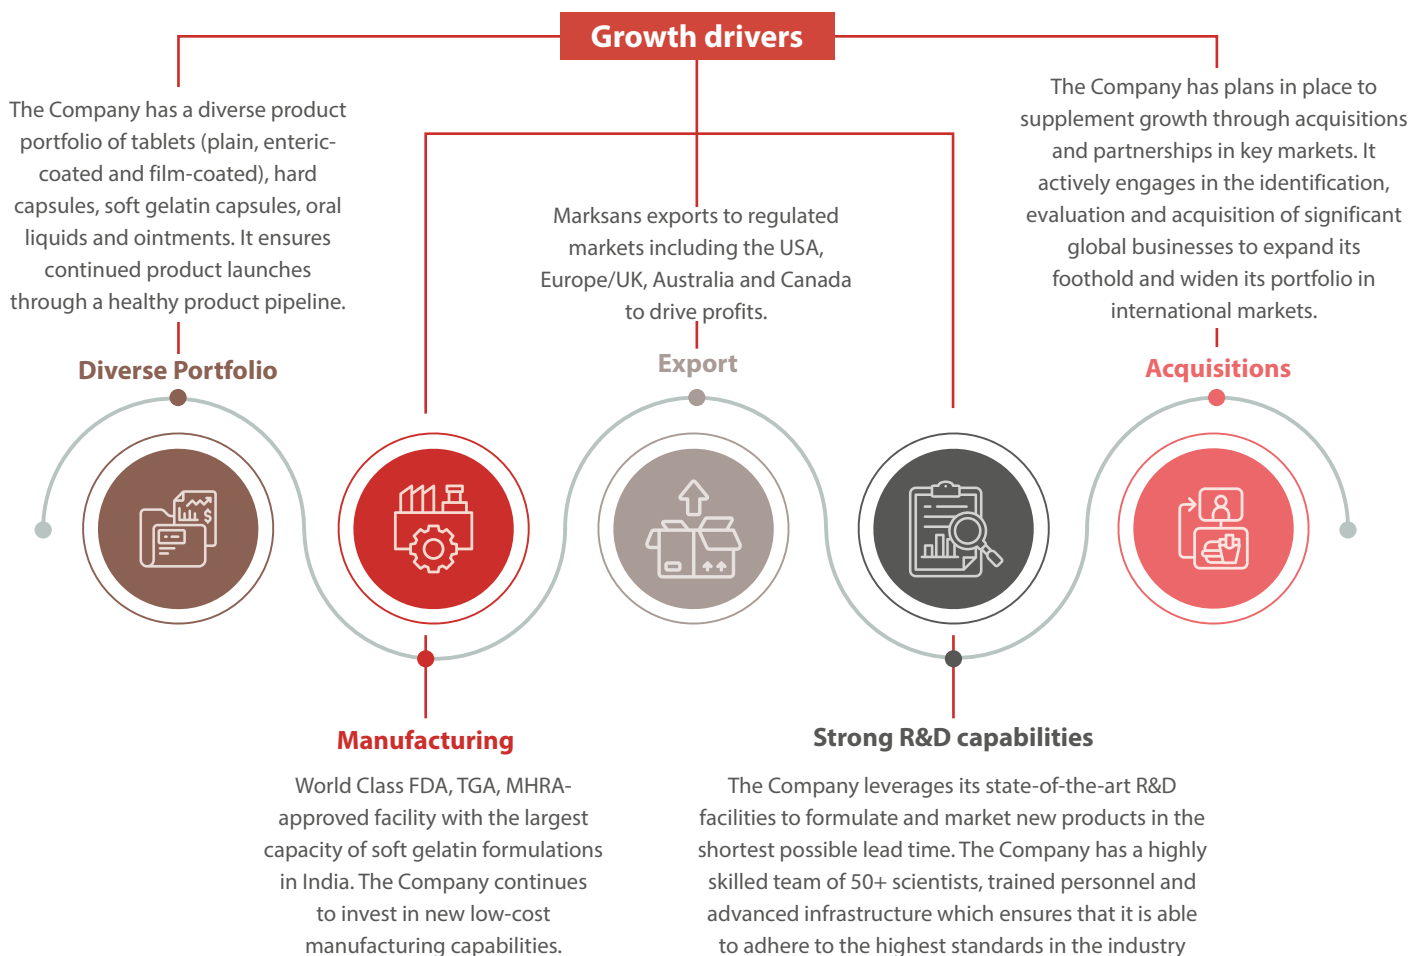 Growth drivers
The Company has a diverse product
portfolio of tablets (plain, enteric-
coated and film-coated), hard
capsules, soft gelatin capsules, oral
liquids and ointments. It ensures
continued product launches
through a healthy product pipeline.
Diverse Portfolio
Marksans exports to regulated
markets including the USA,
Europe/UK, Australia and Canada
to drive profits.
Export
The Company has plans in place to
supplement growth through acquisitions
and partnerships in key markets. It
actively engages in the identification,
evaluation and acquisition of significant
global businesses to expand its
foothold and widen its portfolio in
international markets.
Acquisitions
$
Manufacturing
World Class FDA, TGA, MHRA-
approved facility with the largest
capacity of soft gelatin formulations
in India. The Company continues
to invest in new low-cost
manufacturing capabilities.
Strong R&D capabilities
The Company leverages its state-of-the-art R&D
facilities to formulate and market new products in the
shortest possible lead time. The Company has a highly
skilled team of 50+ scientists, trained personnel and
advanced infrastructure which ensures that it is able
to adhere to the highest standards in the industry